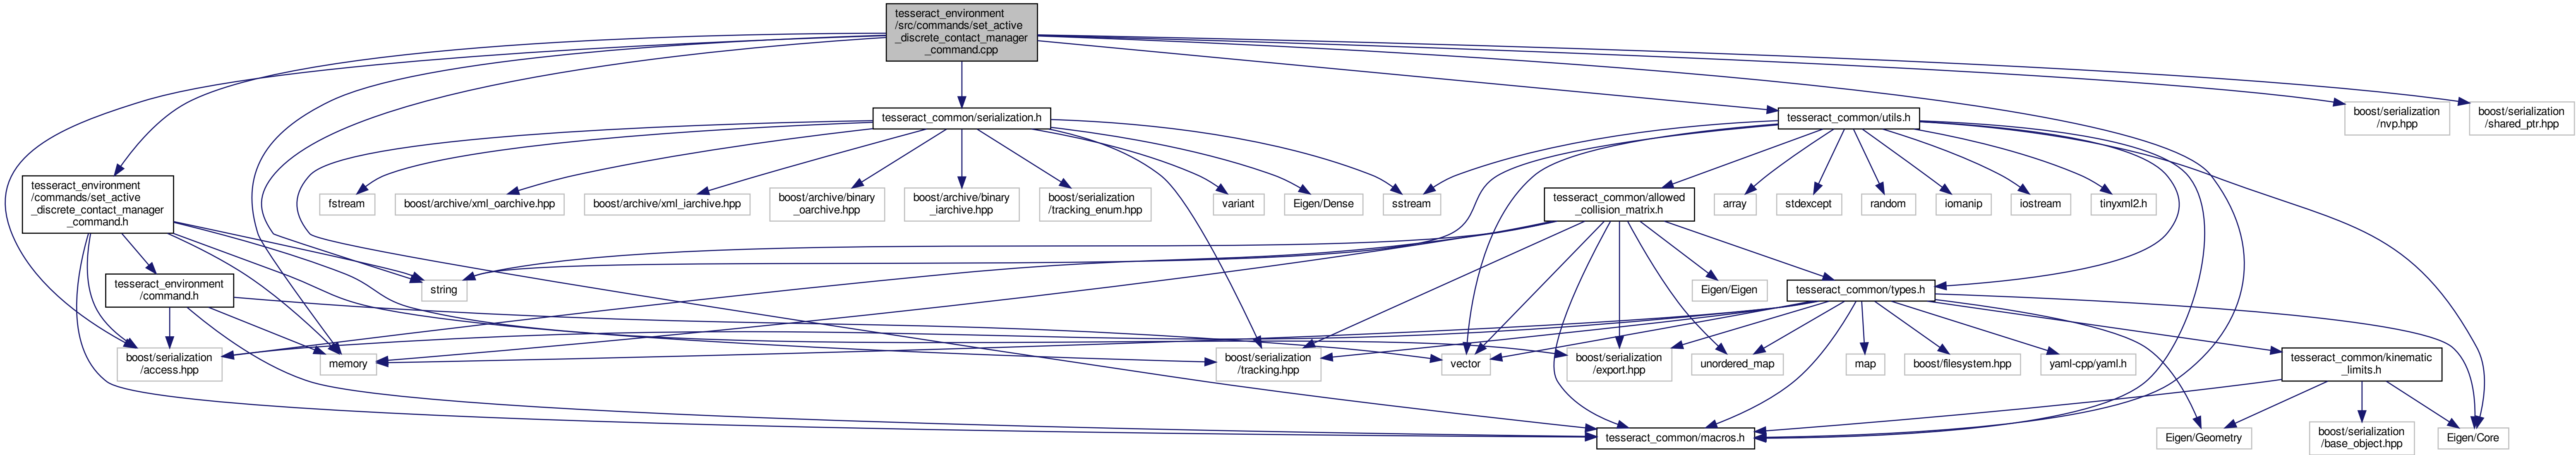 tesseract_environment
/src/commands/set_active
_discrete_contact_manager
_command.cpp
tesseract_common/serialization.h
tesseract_common/utils.h
boost/serialization
/nvp.hpp
boost/serialization
/shared_ptr.hpp
tesseract_environment
/commands/set_active
_discrete_contact_manager
_command.h
fstream
boost/archive/xml_oarchive.hpp
boost/archive/xml_iarchive.hpp
boost/archive/binary
_oarchive.hpp
boost/archive/binary
_iarchive.hpp
boost/serialization
/tracking_enum.hpp
variant
Eigen/Dense
sstream
tesseract_common/allowed
_collision_matrix.h
array
stdexcept
random
iomanip
iostream
tinyxml2.h
tesseract_environment
/command.h
string
Eigen/Eigen
tesseract_common/types.h
boost/serialization
/access.hpp
memory
boost/serialization
/tracking.hpp
vector
boost/serialization
/export.hpp
unordered_map
map
boost/filesystem.hpp
yaml-cpp/yaml.h
tesseract_common/kinematic
_limits.h
tesseract_common/macros.h
Eigen/Geometry
boost/serialization
/base_object.hpp
Eigen/Core